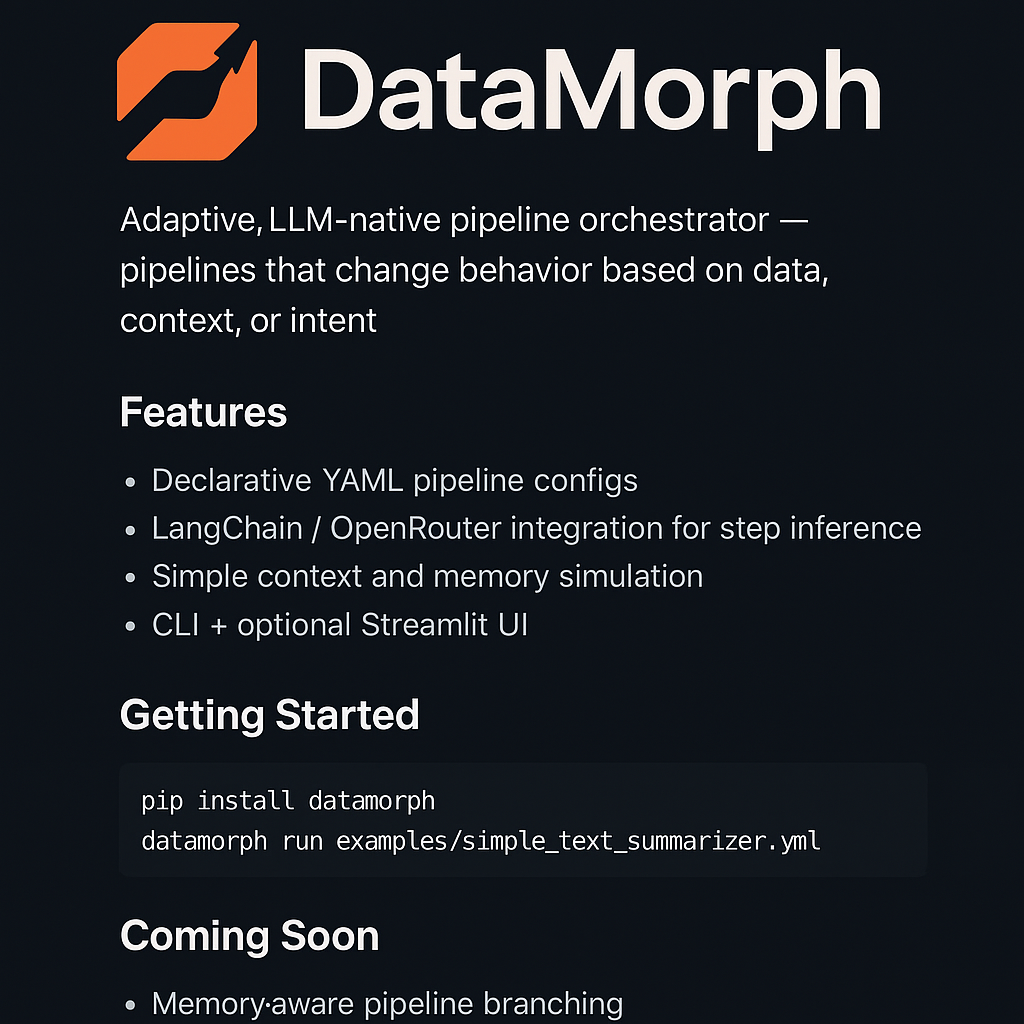 DataMorph
Adaptive, LLM-native pipeline orchestrator —
pipelines that change behavior based on data,
context, or intent
Features
• Declarative YAML pipeline configs
• LangChain / OpenRouter integration for step inference
• Simple context and memory simulation
• CLI + optional Streamlit UI
Getting Started
pip install datamorph
datamorph run examples/simple_text_summarizer.yml
Coming Soon
• Memory·aware pipeline branching